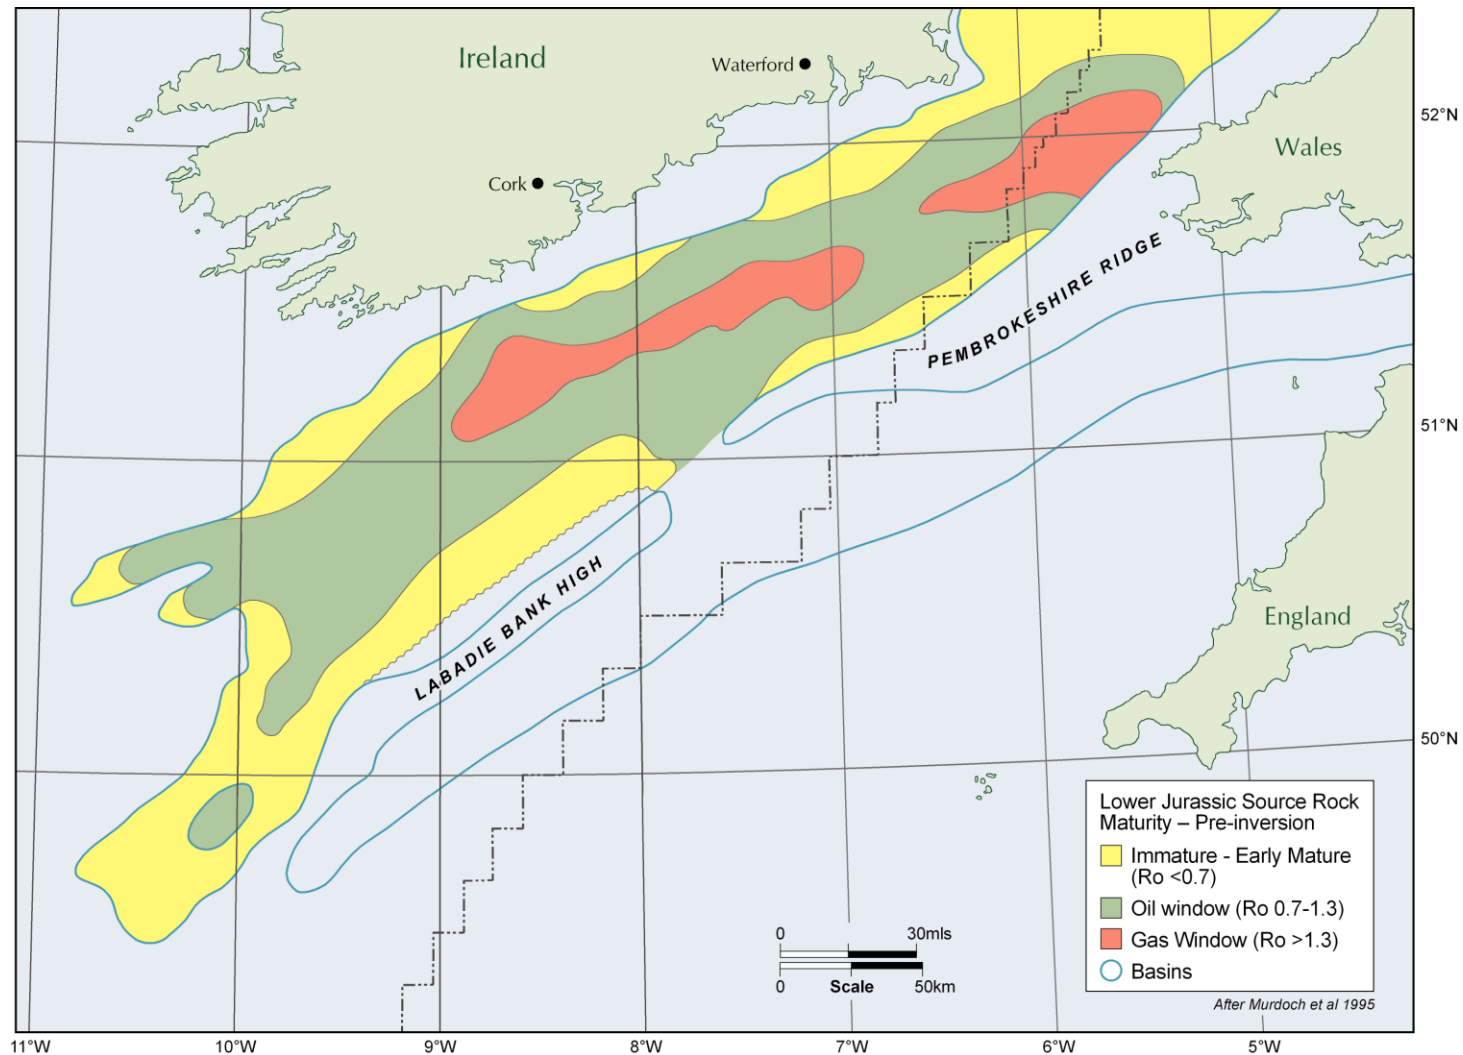 Ireland
Waterford
52°N
Wales
Cork
PEMBROKESHIRE RIDGE
51°N
LABADIE BANK HIGH
England
50°N
Lower Jurassic Source Rock
Maturity – Pre-inversion
Immature - Early Mature
(Ro <0.7)
Oil window (Ro 0.7-1.3)
Gas Window (Ro >1.3)
Basins
0 30mls
0 Scale 50km
After Murdoch et al 1995
11°W 10°W 9°W 8°W 7°W 6°W 5°W